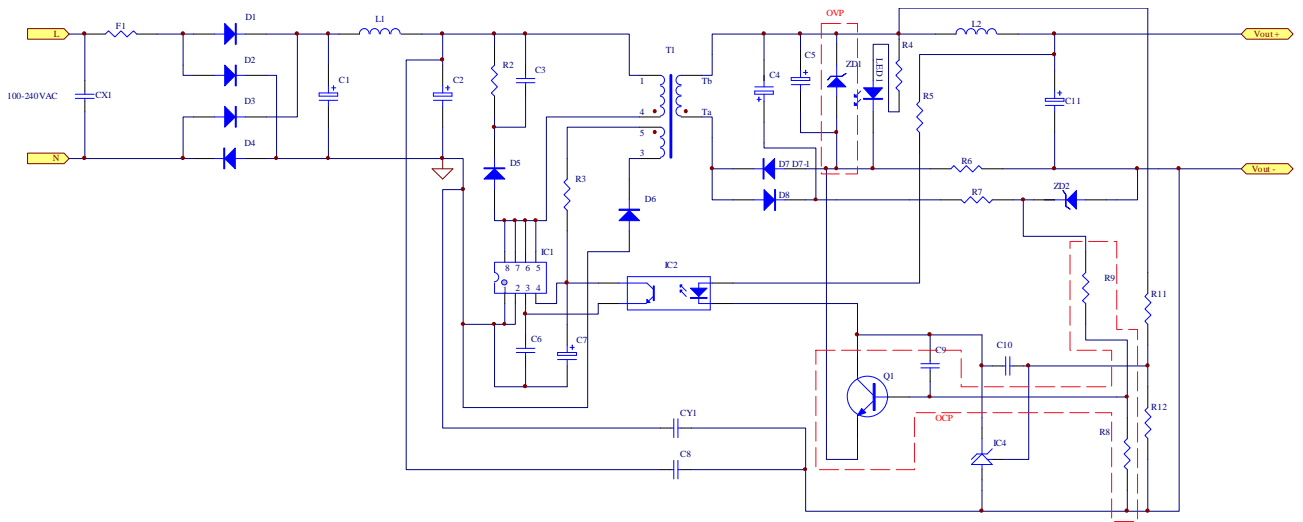 D1
OVP
L
F1
L1
L2
Vout +
D2
T1
C5
R4
1
Tb
ZD1
LED 1
100-240VAC
CX1
D3
C1
C2
R2
C3
C4
R5
C11
4
Ta
5
D4
N
3
D5
D7 D7-1
R6
Vout -
R3
D6
D8
R7
ZD2
IC1
8 7 6 5
IC2
R9
2 3 4
R11
C6
C7
C9
C10
Q1
R12
CY1
OCP
R8
IC4
C8